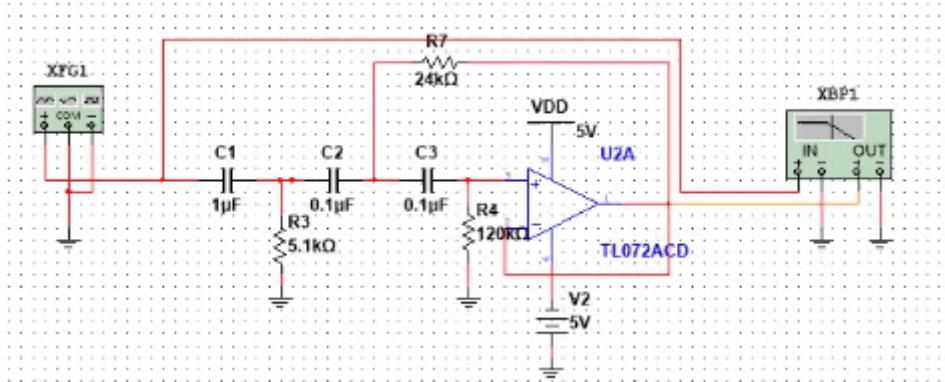 R7
24kΩ
XFG1
COM
+
−
VDD
5V
XBP1
IN
OUT
+
−
+
−
U2A
C1
1µF
C2
0.1µF
C3
0.1µF
R3
5.1kΩ
R4
120kΩ
+
−
TL072ACD
V2
5V